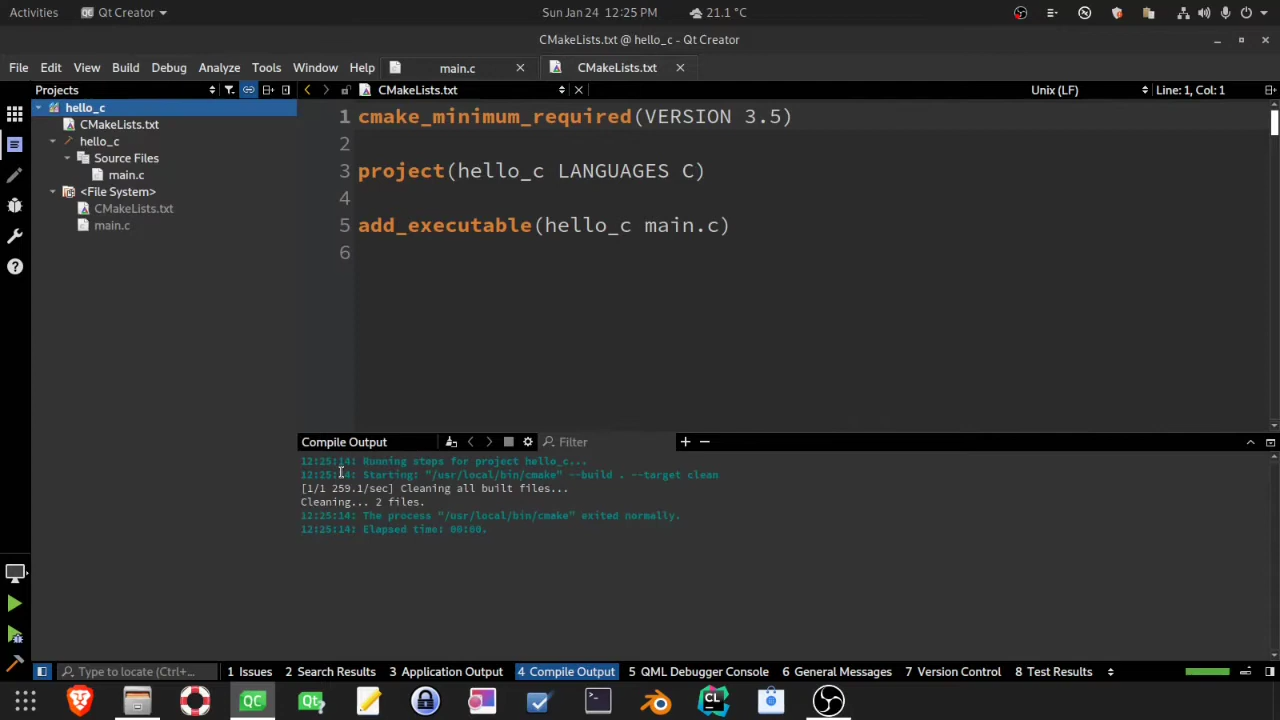 Activities Qt Creator Sun Jan 24 12:25 PM 21.1 °C
CMakeLists.txt @ hello_c - Qt Creator
File Edit View Build Debug Analyze Tools Window Help main.c CMakeLists.txt
Projects CMakeLists.txt Unix (LF) Line: 1, Col: 1
hello_c
CMakeLists.txt
hello_c
Source Files
main.c
<File System>
CMakeLists.txt
main.c
1 cmake_minimum_required(VERSION 3.5)
2
3 project(hello_c LANGUAGES C)
4
5 add_executable(hello_c main.c)
6
Compile Output Filter
12:25:14: Running steps for project hello_c...
12:25:14: Starting: "/usr/local/bin/cmake" --build . --target clean
[1/1 259.1/sec] Cleaning all built files...
Cleaning... 2 files.
12:25:14: The process "/usr/local/bin/cmake" exited normally.
12:25:14: Elapsed time: 00:00.
Type to locate (Ctrl+... 1 Issues 2 Search Results 3 Application Output 4 Compile Output 5 QML Debugger Console 6 General Messages 7 Version Control 8 Test Results
QC Qt? CL